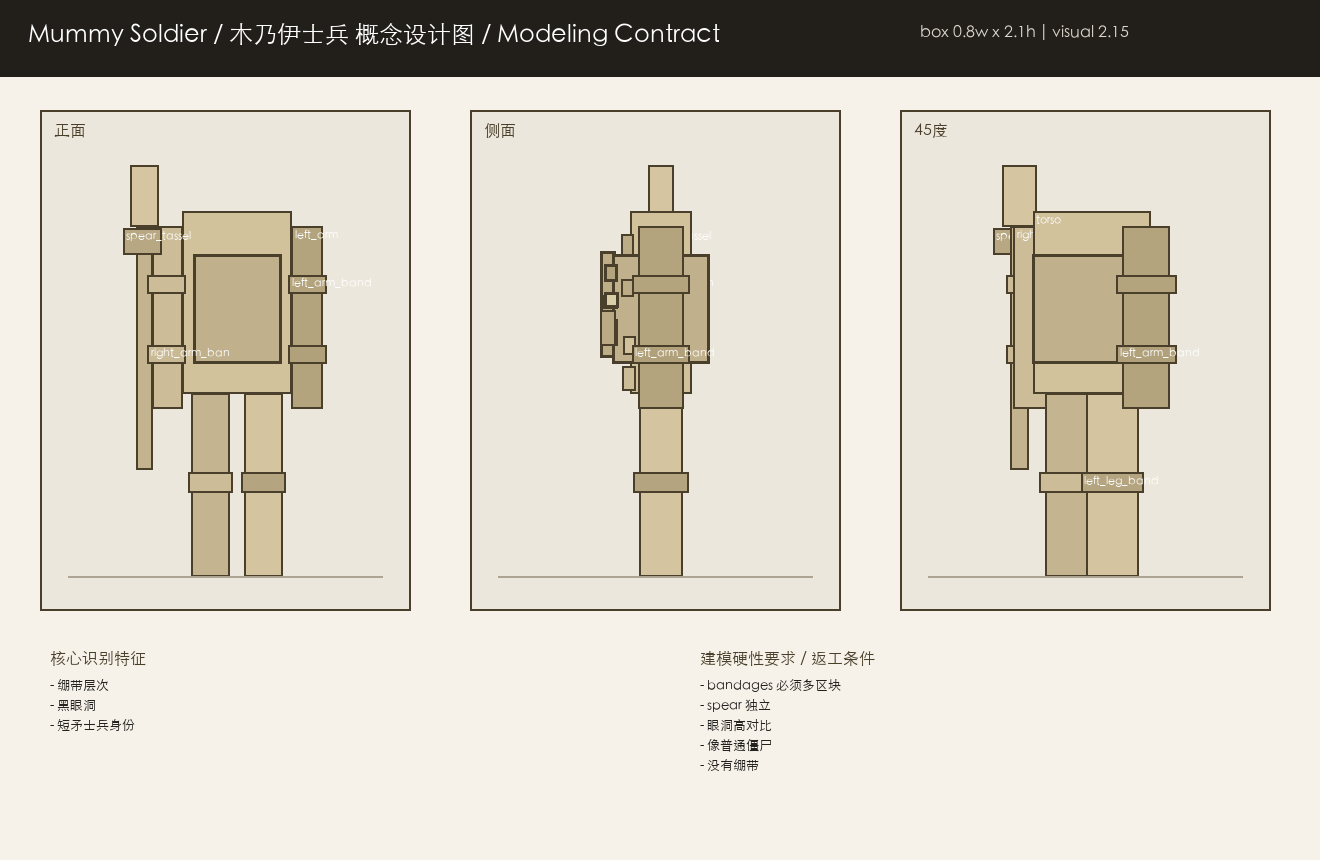 Mummy Soldier / 木乃伊士兵 概念设计图 / Modeling Contract
box 0.8w x 2.1h | visual 2.15
正面
spear_tassel
left_arm
left_arm_band
right_arm_ban
侧面
ssel
left_arm_band
45度
torso
left_arm_band
left_leg_band
核心识别特征
- 绷带层次
- 黑眼洞
- 短矛士兵身份
建模硬性要求 / 返工条件
- bandages 必须多区块
- spear 独立
- 眼洞高对比
- 像普通僵尸
- 没有绷带